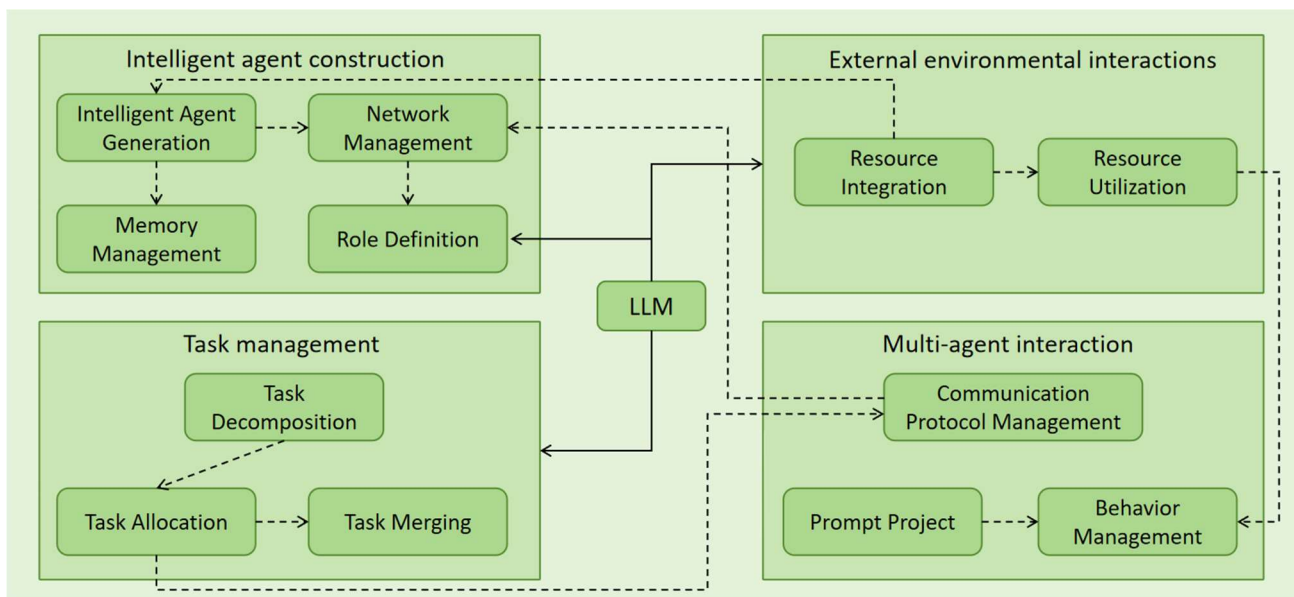 Intelligent agent construction
Intelligent Agent
Generation
Network
Management
Memory
Management
Role Definition
External environmental interactions
Resource
Integration
Resource
Utilization
LLM
Task management
Task
Decomposition
Task Allocation
Task Merging
Multi-agent interaction
Communication
Protocol Management
Prompt Project
Behavior
Management